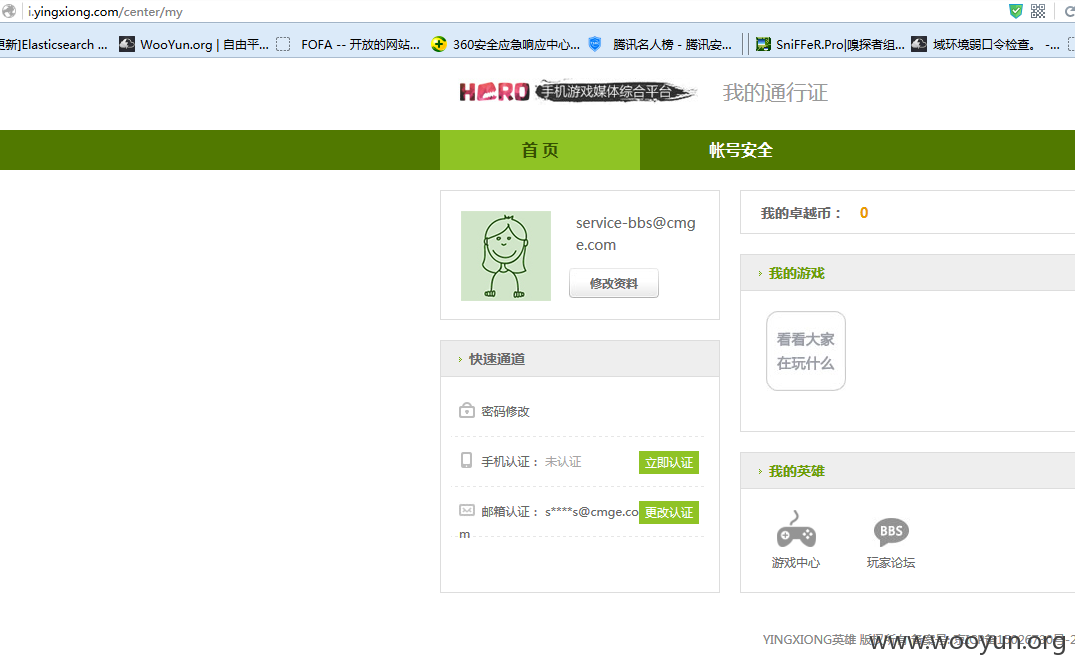 i.yingxiong.com/center/my
更新]Elasticsearch ... WooYun.org | 自由平... FOFA -- 开放的网站... 360安全应急响应中心... 腾讯名人榜 - 腾讯安... SniFFeR.Pro|嗅探者组... 域环境弱口令检查。 -...
HERO 手机游戏媒体综合平台 我的通行证
首 页 帐号安全
service-bbs@cmg
e.com
修改资料
我的卓越币： 0
我的游戏
看看大家
在玩什么
快速通道
密码修改
手机认证： 未认证 立即认证
邮箱认证： s****s@cmge.co 更改认证
m
我的英雄
BBS
游戏中心 玩家论坛
YINGXIONG英雄 版权所有
www.wooyun.org